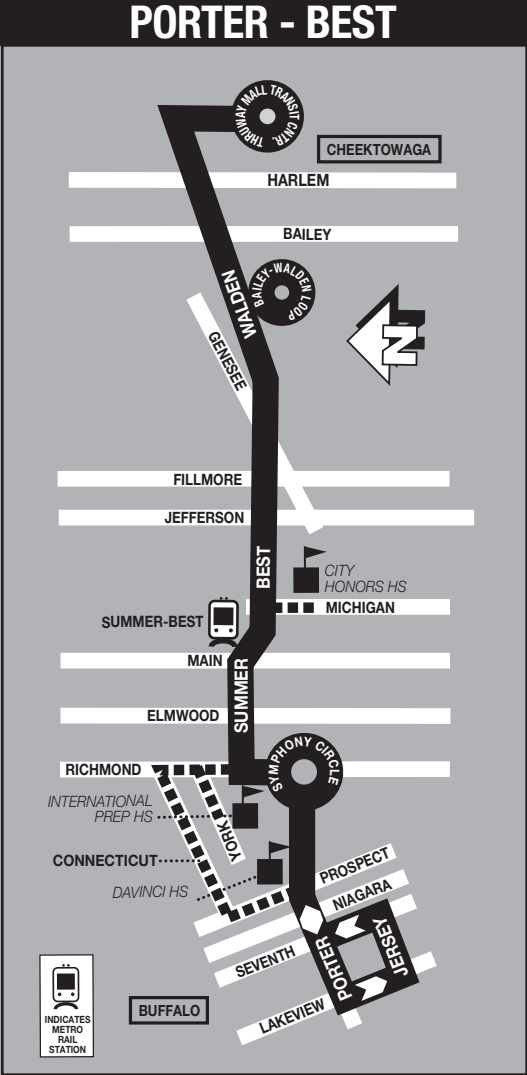 PORTER - BEST
THRUWAY MALL TRANSIT CNTR.
CHEEKTOWAGA
HARLEM
BAILEY
WALDEN
BAILEY-WALDEN LOOP
N
GENESEE
FILLMORE
JEFFERSON
BEST
CITY
HONORS HS
MICHIGAN
SUMMER-BEST
MAIN
SUMMER
ELMWOOD
SYMPHONY CIRCLE
RICHMOND
INTERNATIONAL
PREP HS
YORK
CONNECTICUT
DAVINCI HS
PROSPECT
NIAGARA
SEVENTH
PORTER
JERSEY
LAKEVIEW
BUFFALO
INDICATES
METRO
RAIL
STATION